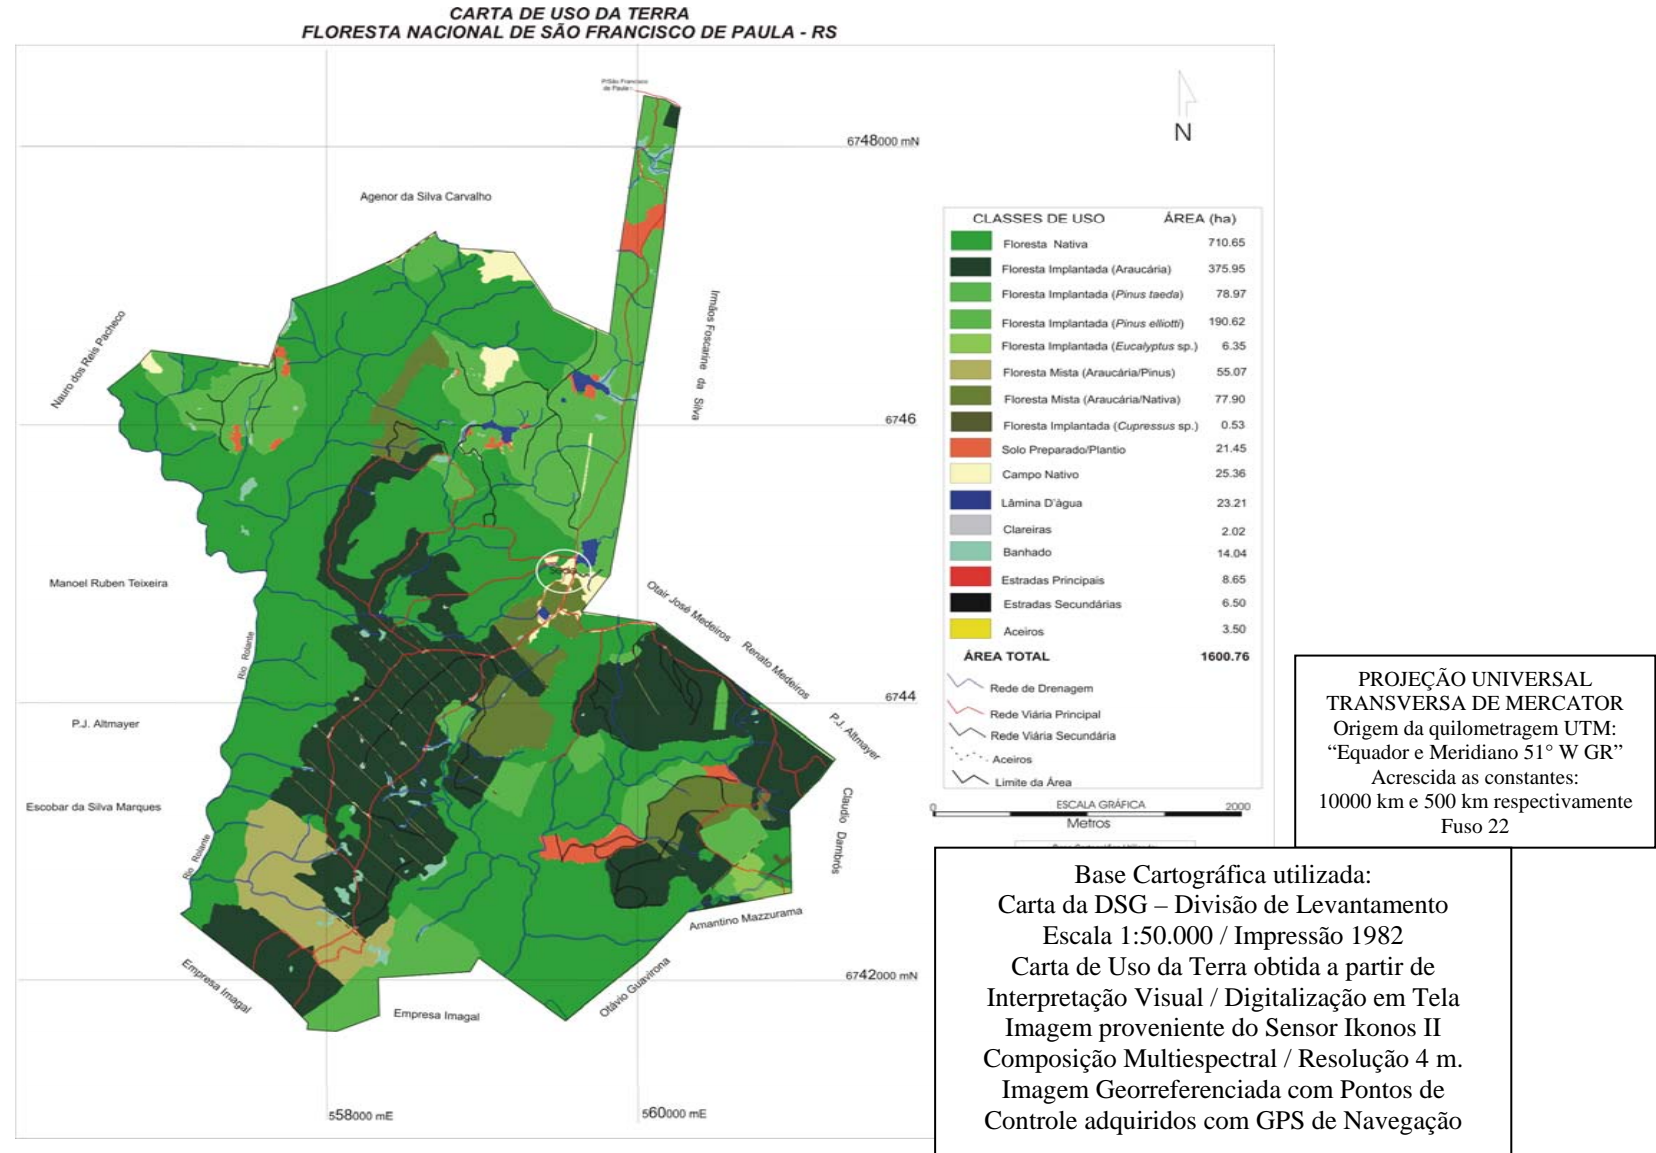 CARTA DE USO DA TERRA
FLORESTA NACIONAL DE SÃO FRANCISCO DE PAULA - RS
P/São Francisco
de Paula
N
6748000 mN
Agenor da Silva Carvalho
Irmãos Foscarine da Silva
Nauro dos Reis Pacheco
6746
Manoel Ruben Teixeira
Rio Rolante
Sede
Otair José Medeiros
Renato Medeiros
6744
P.J. Altmayer
P.J. Altmayer
Escobar da Silva Marques
Claudio Dambrós
Rio Rolante
Amantino Mazzurama
6742000 mN
Empresa Imagal
Empresa Imagal
Otávio Guavirona
558000 mE
560000 mE
CLASSES DE USO ÁREA (ha)
Floresta Nativa 710.65
Floresta Implantada (Araucária) 375.95
Floresta Implantada (Pinus taeda) 78.97
Floresta Implantada (Pinus elliotti) 190.62
Floresta Implantada (Eucalyptus sp.) 6.35
Floresta Mista (Araucária/Pinus) 55.07
Floresta Mista (Araucária/Nativa) 77.90
Floresta Implantada (Cupressus sp.) 0.53
Solo Preparado/Plantio 21.45
Campo Nativo 25.36
Lâmina D'àgua 23.21
Clareiras 2.02
Banhado 14.04
Estradas Principais 8.65
Estradas Secundárias 6.50
Aceiros 3.50
ÁREA TOTAL 1600.76
Rede de Drenagem
Rede Viária Principal
Rede Viária Secundária
Aceiros
Limite da Área
0 ESCALA GRÁFICA 2000
Metros
PROJEÇÃO UNIVERSAL
TRANSVERSA DE MERCATOR
Origem da quilometragem UTM:
“Equador e Meridiano 51° W GR”
Acrescida as constantes:
10000 km e 500 km respectivamente
Fuso 22
Base Cartográfica utilizada:
Carta da DSG – Divisão de Levantamento
Escala 1:50.000 / Impressão 1982
Carta de Uso da Terra obtida a partir de
Interpretação Visual / Digitalização em Tela
Imagem proveniente do Sensor Ikonos II
Composição Multiespectral / Resolução 4 m.
Imagem Georreferenciada com Pontos de
Controle adquiridos com GPS de Navegação